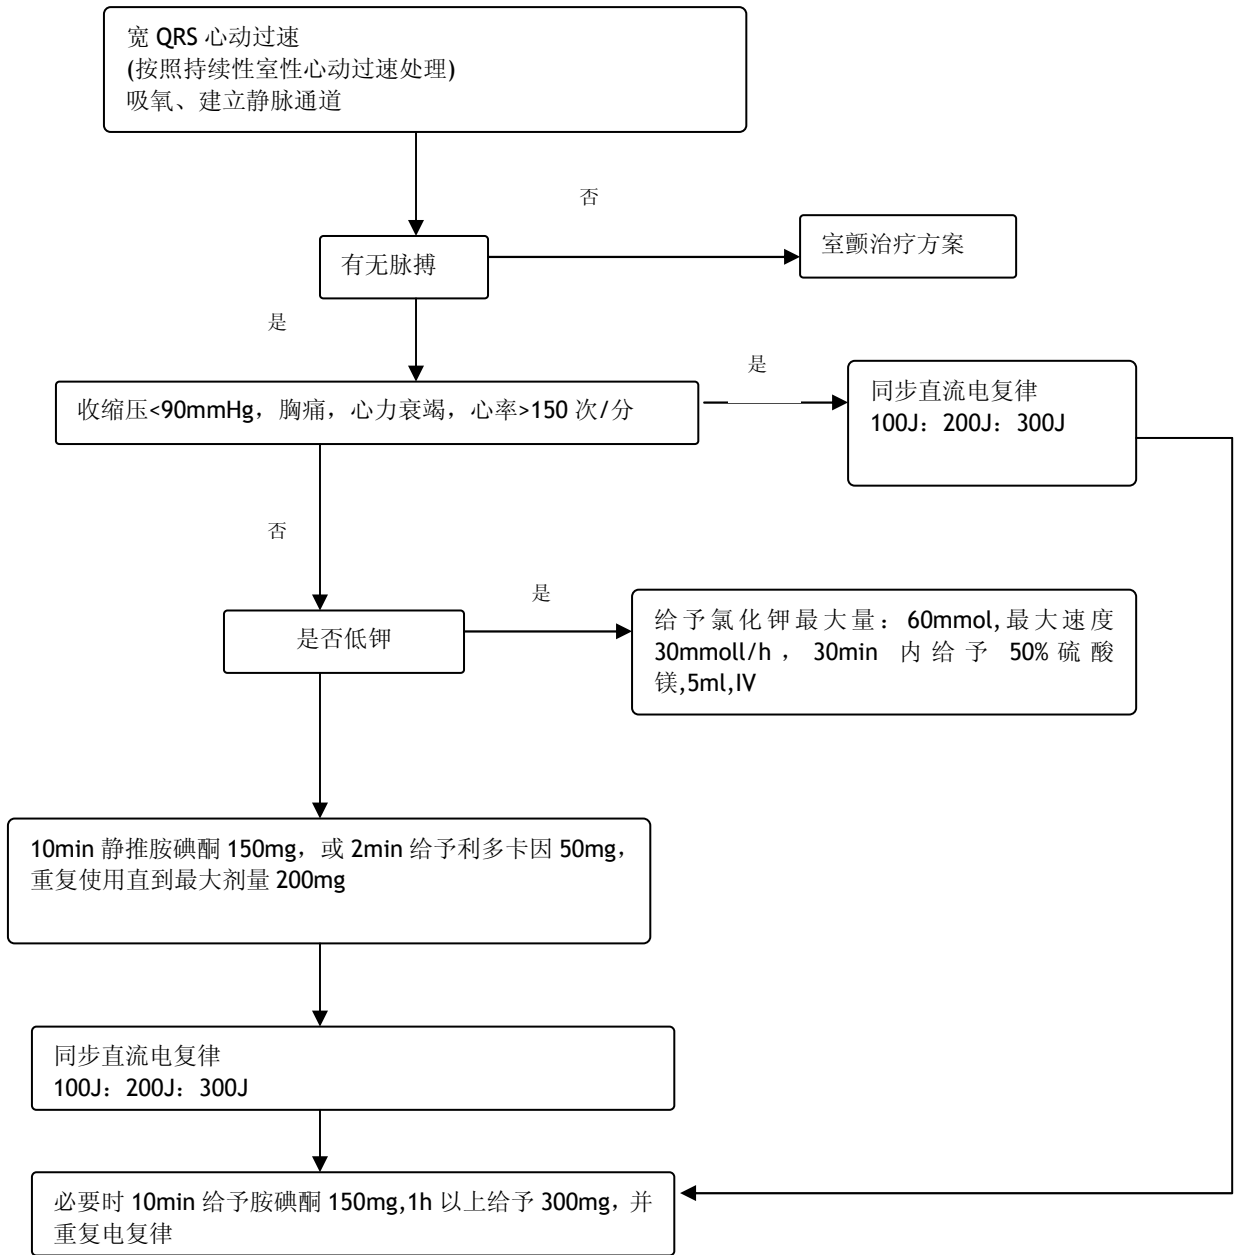 宽 QRS 心动过速
(按照持续性室性心动过速处理)
吸氧、建立静脉通道
否
有无脉搏
室颤治疗方案
是
是
收缩压<90mmHg，胸痛，心力衰竭，心率>150 次/分
同步直流电复律
100J：200J：300J
否
是
是否低钾
给予氯化钾最大量：60mmol,最大速度
30mmoll/h，30min 内给予 50%硫酸
镁,5ml,IV
10min 静推胺碘酮 150mg，或 2min 给予利多卡因 50mg，
重复使用直到最大剂量 200mg
同步直流电复律
100J：200J：300J
必要时 10min 给予胺碘酮 150mg,1h 以上给予 300mg，并
重复电复律